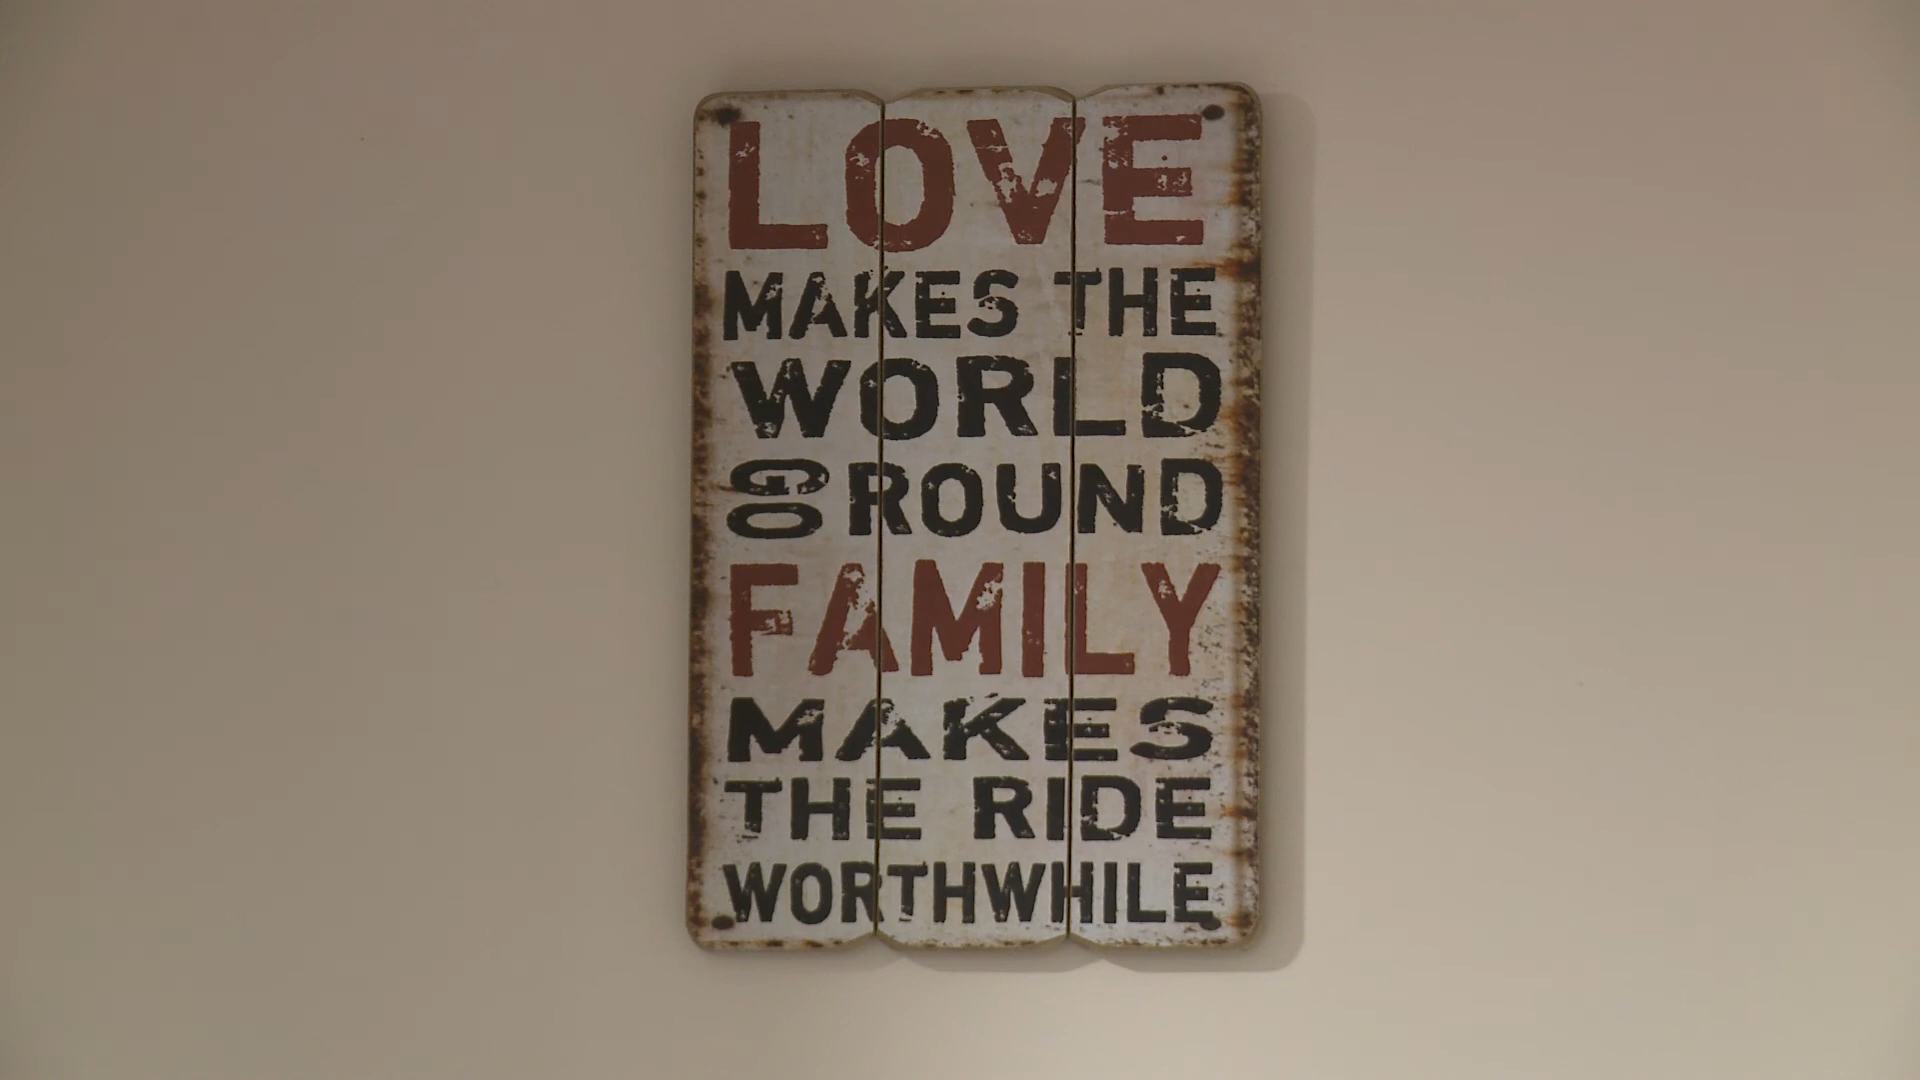 LOVE
MAKES THE
WORLD
GO ROUND
FAMILY
MAKES
THE RIDE
WORTHWHILE